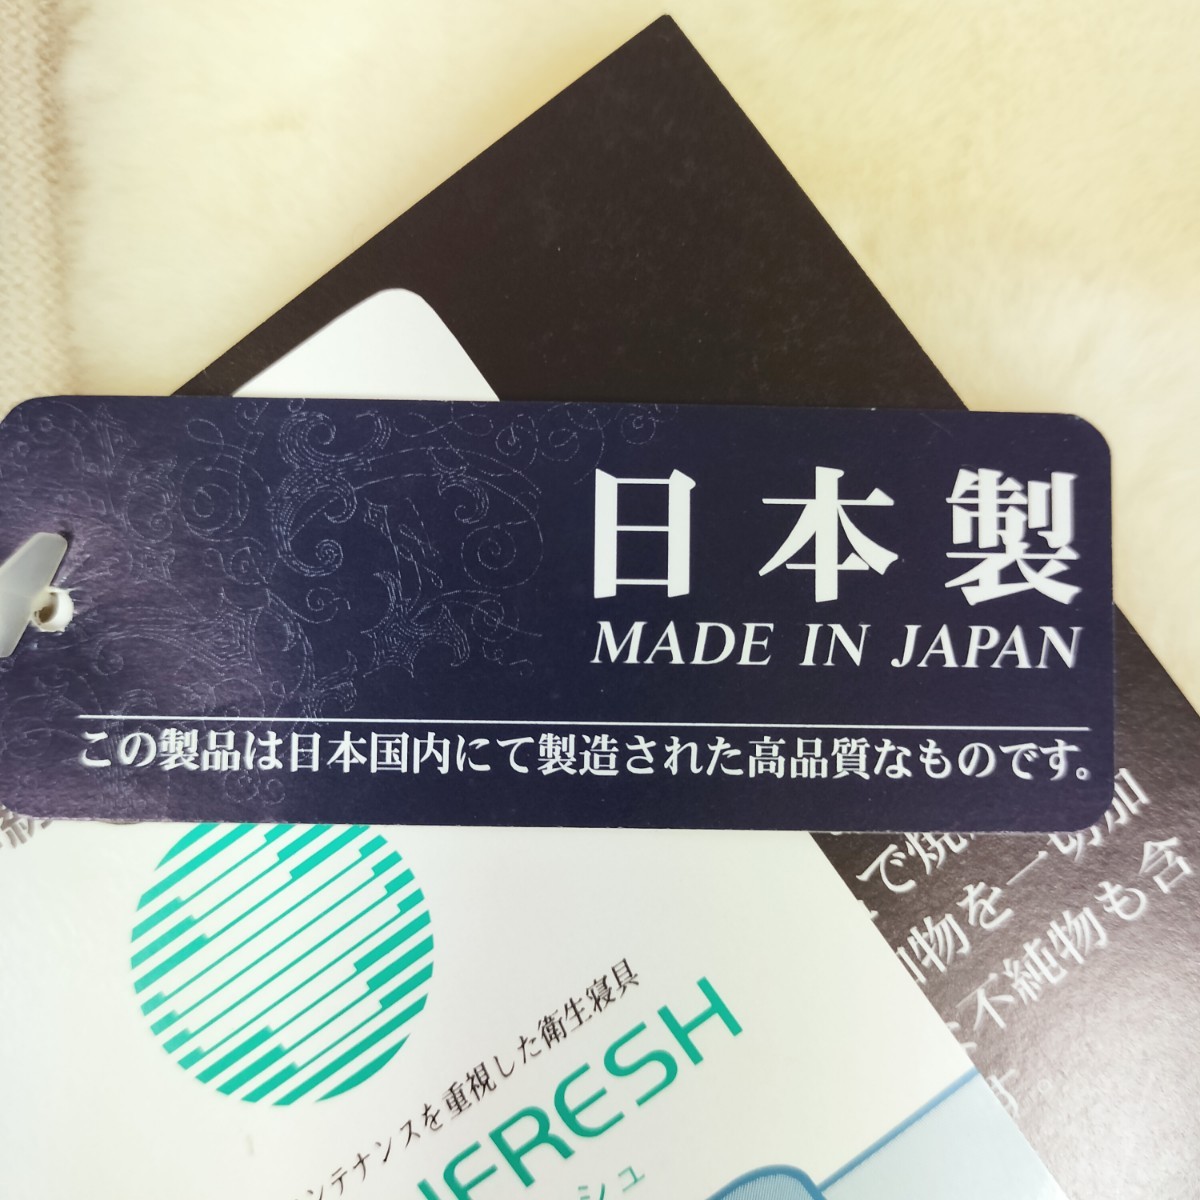 日本製
MADE IN JAPAN
この製品は日本国内にて製造された高品質なものです。
で焼
物を一切加
不純物も含
ンテナンスを重視した衛生寝具
FRESH
シュ